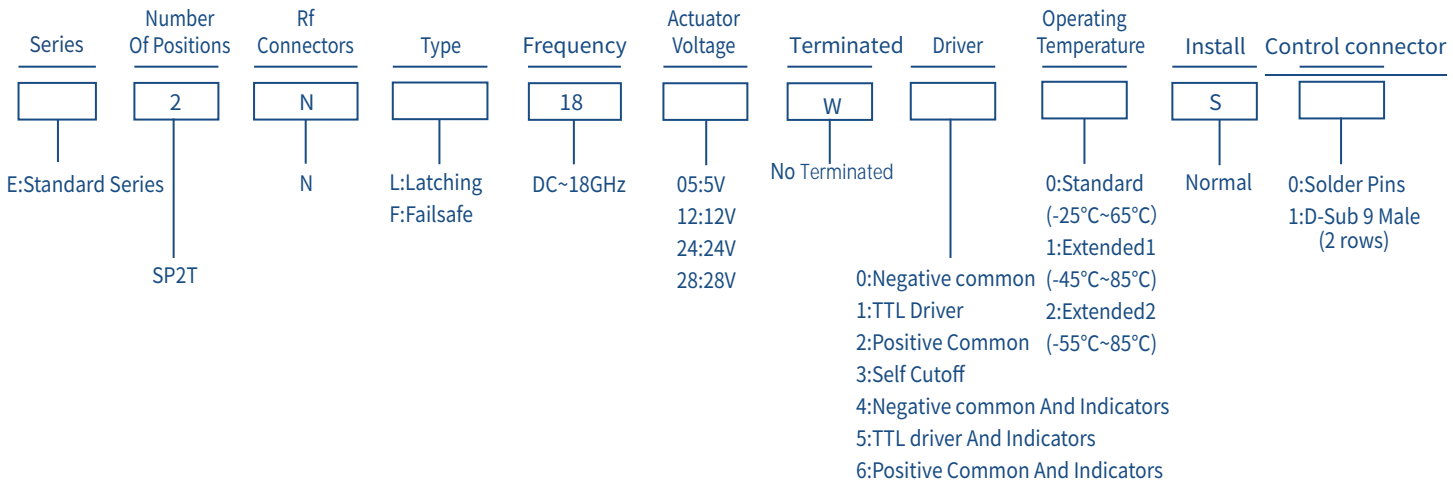 Number
Of Positions
Rf
Connectors
Actuator
Voltage
Operating
Temperature
Series
Type
Frequency
Terminated
Driver
Install
Control connector
2
N
18
W
S
E:Standard Series
SP2T
N
L:Latching
F:Failsafe
DC~18GHz
05:5V
12:12V
24:24V
28:28V
No Terminated
0:Negative common
1:TTL Driver
2:Positive Common
3:Self Cutoff
4:Negative common And Indicators
5:TTL driver And Indicators
6:Positive Common And Indicators
0:Standard
(-25°C~65°C)
1:Extended1
(-45°C~85°C)
2:Extended2
(-55°C~85°C)
Normal
0:Solder Pins
1:D-Sub 9 Male
(2 rows)